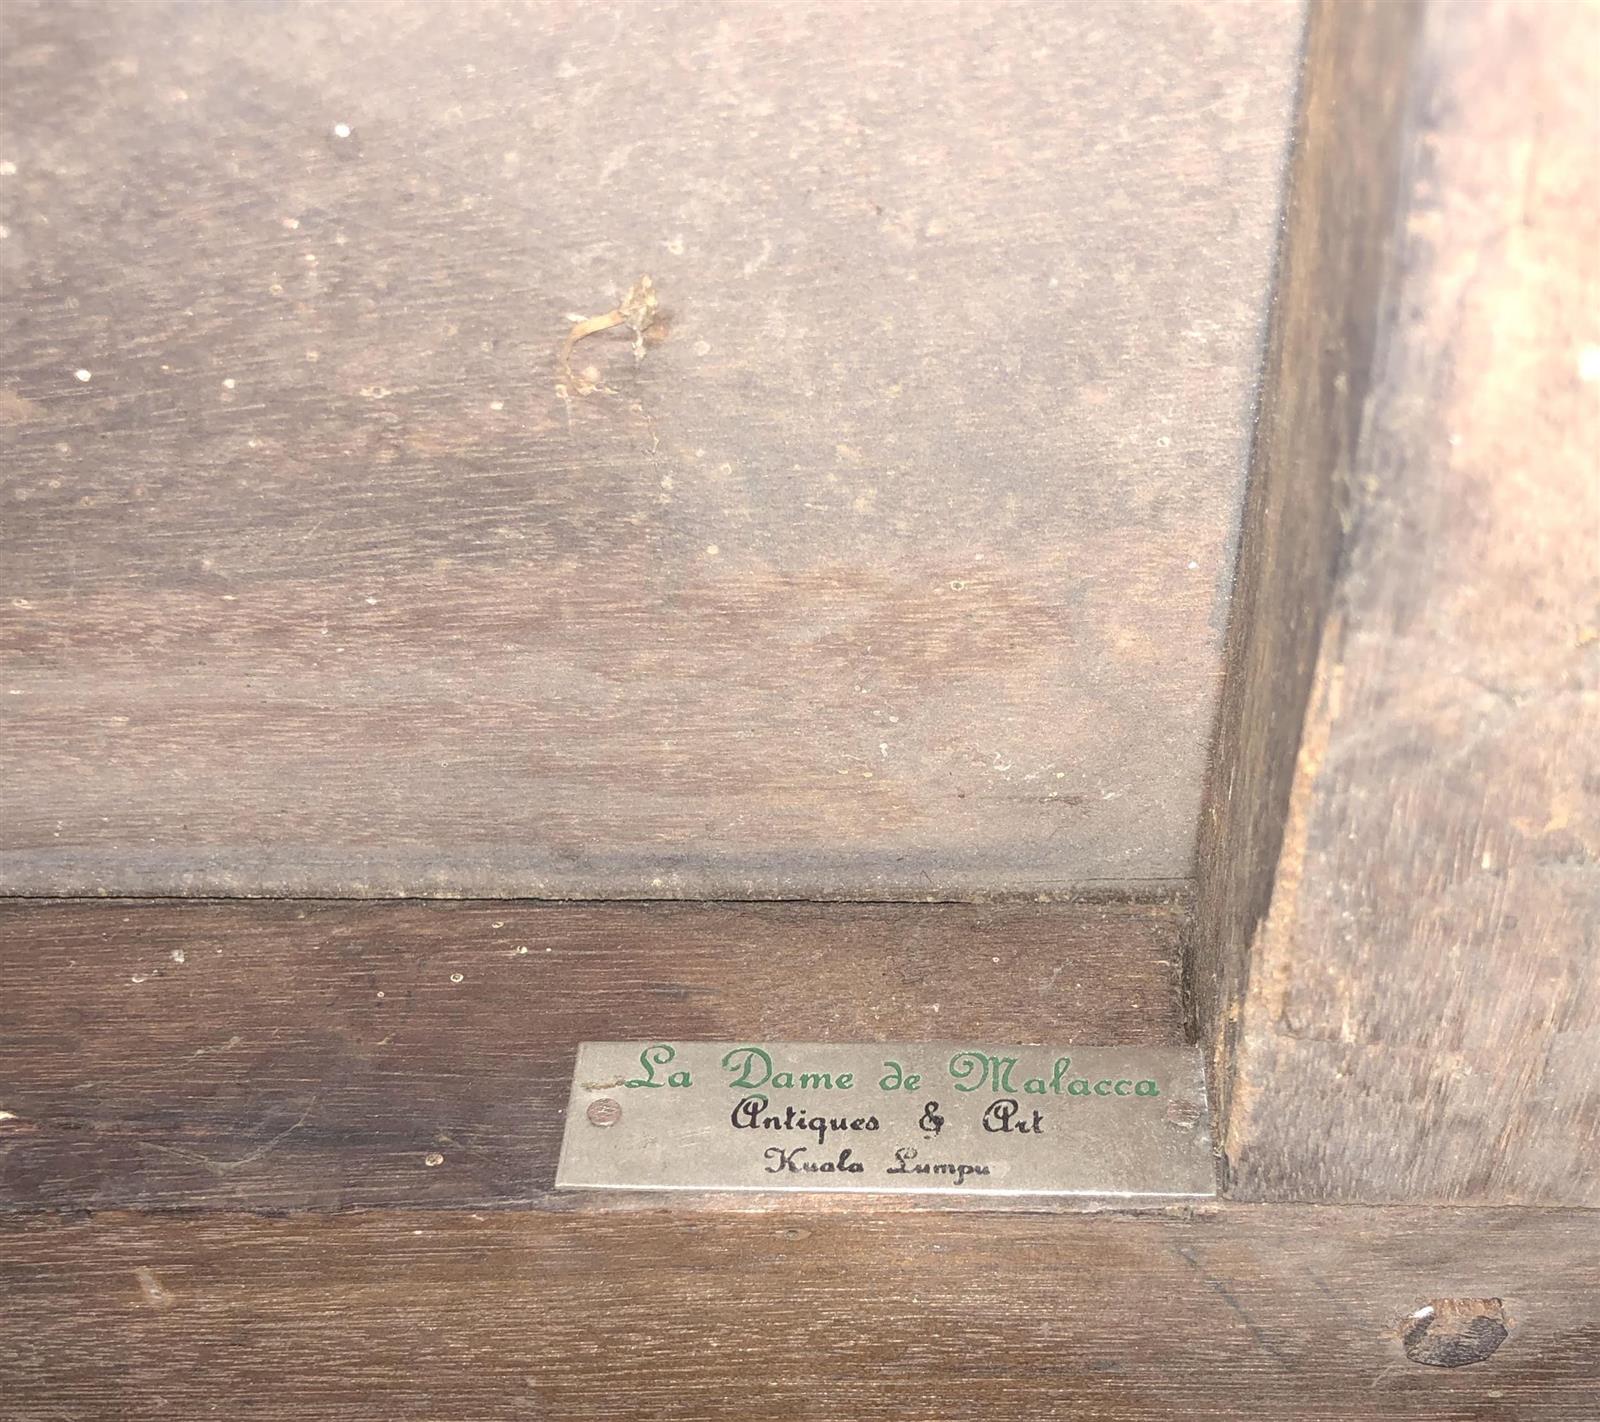 La Dame de Malacca
Antiques & Art
Kuala Lumpu